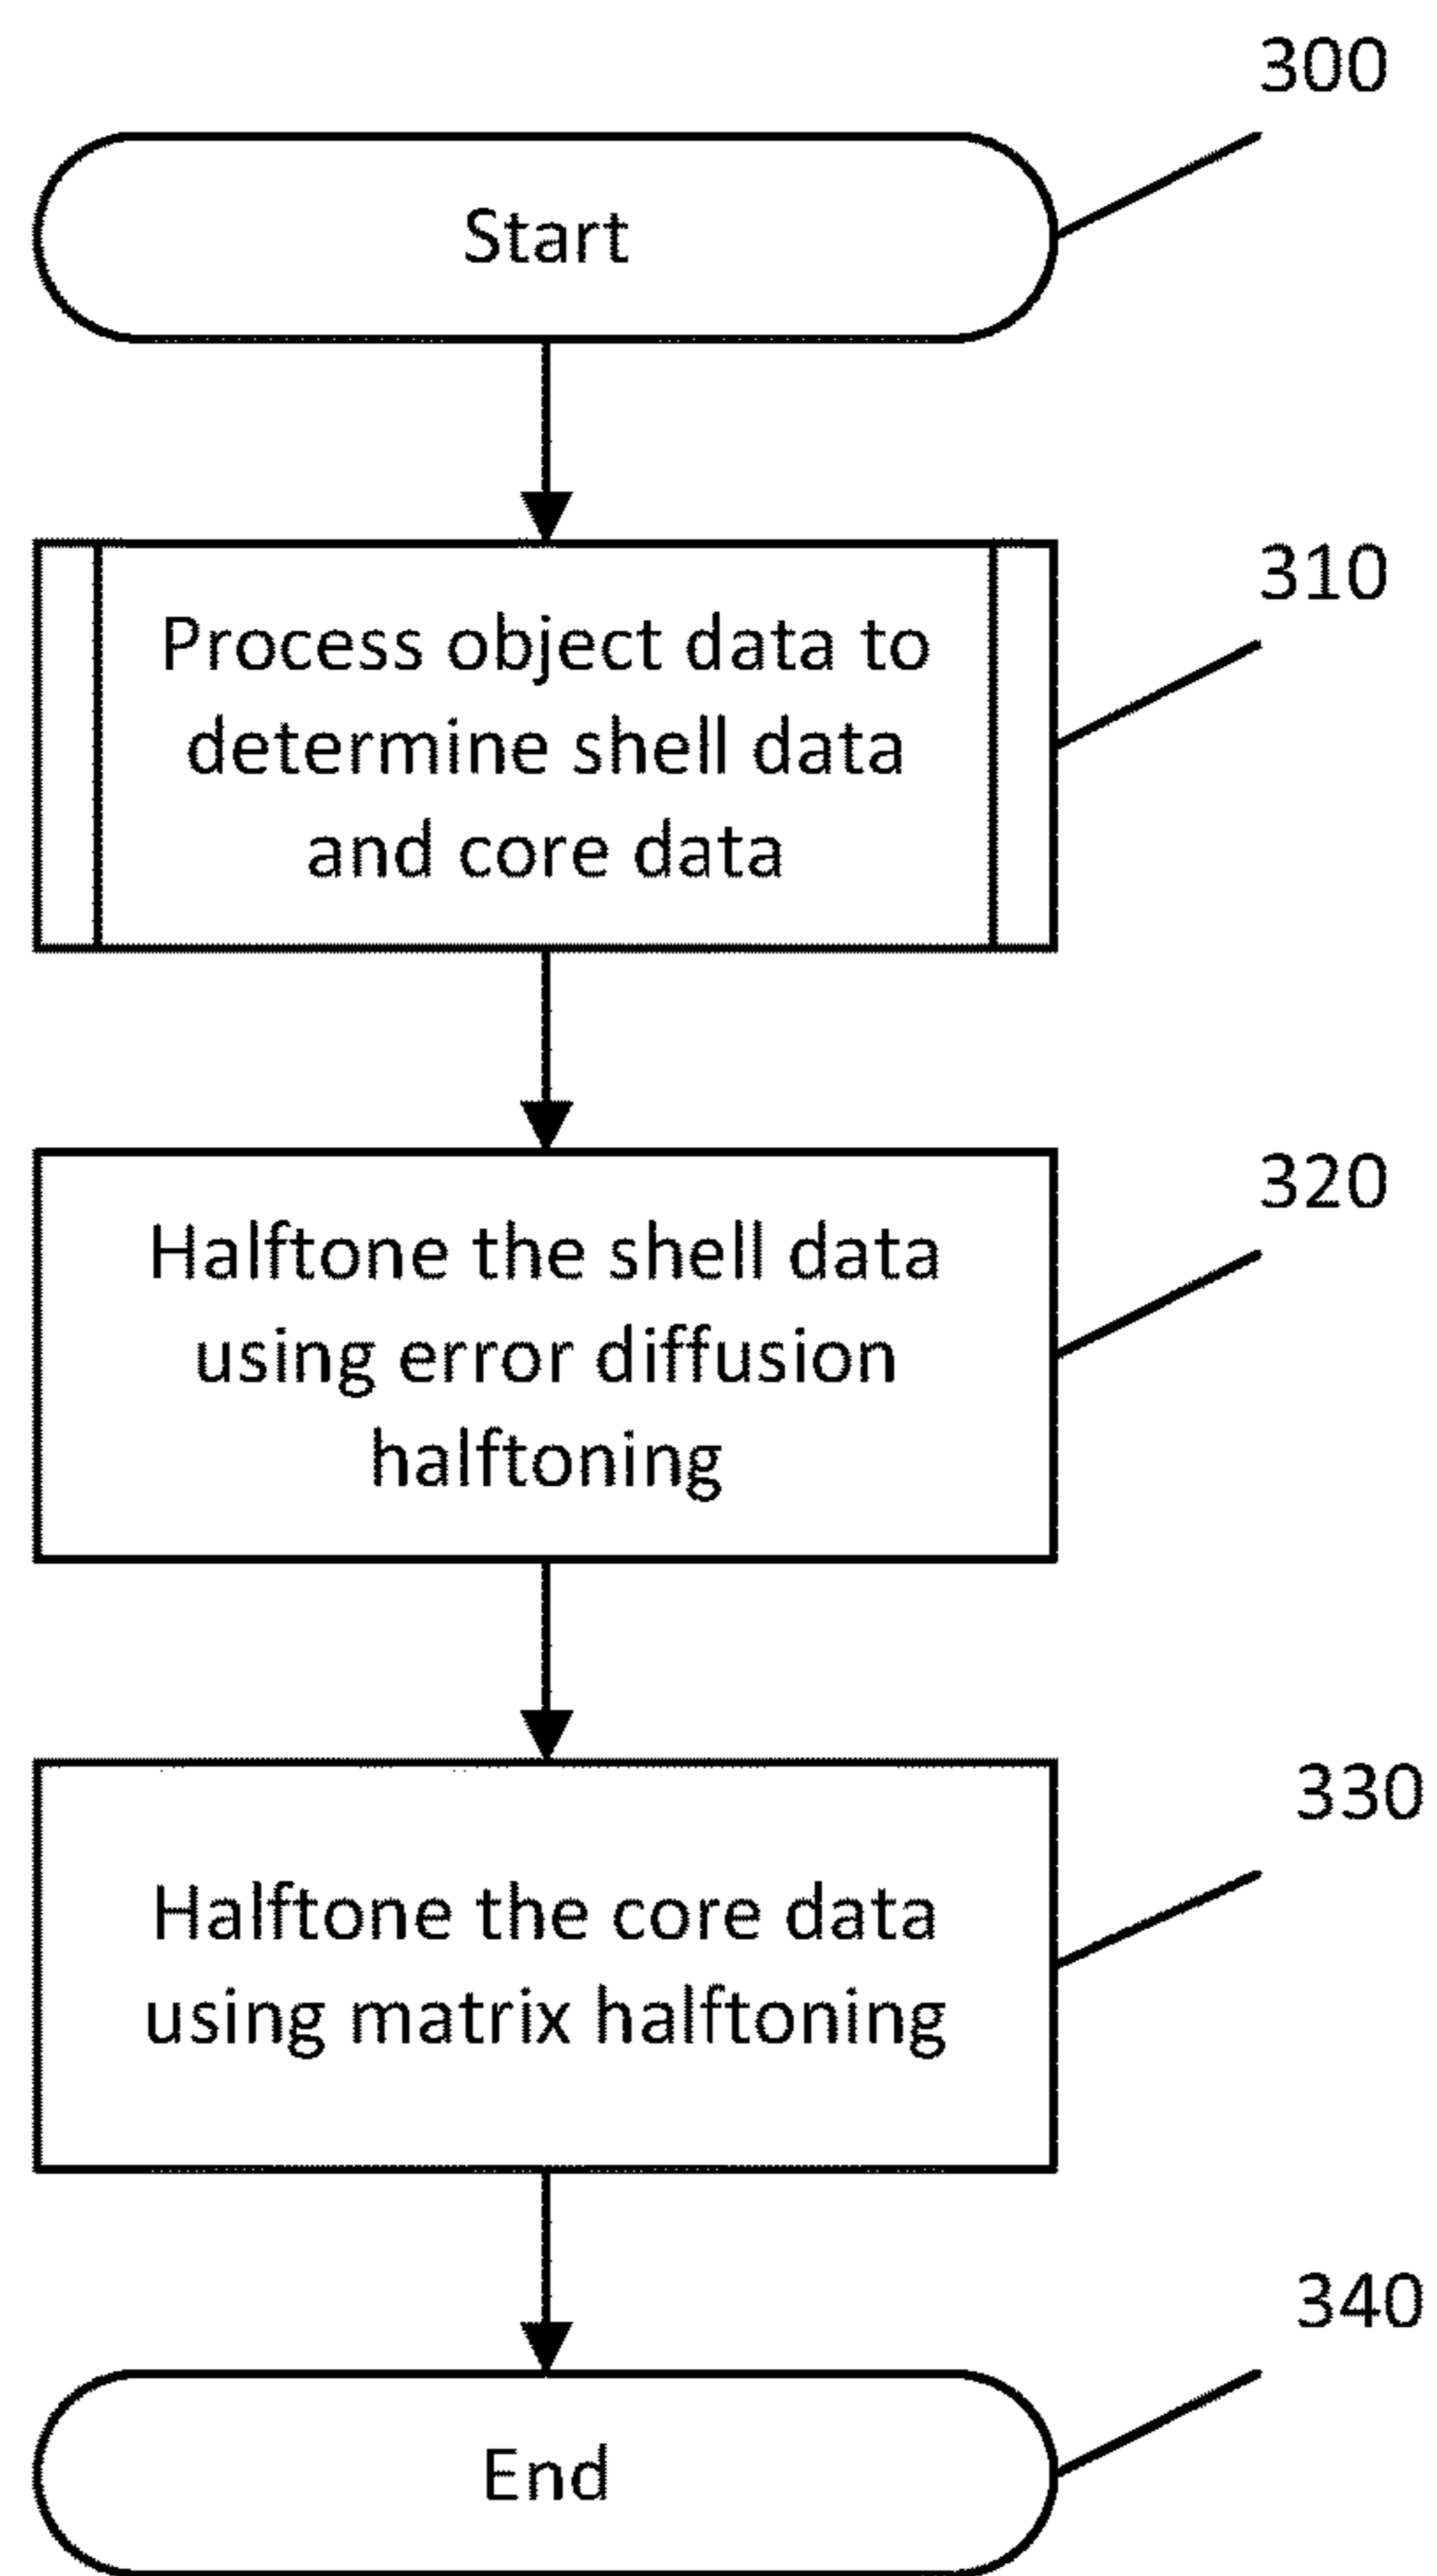 300
Start
310
Process object data to
determine shell data
and core data
320
Halftone the shell data
using error diffusion
halftoning
330
Halftone the core data
using matrix halftoning
340
End